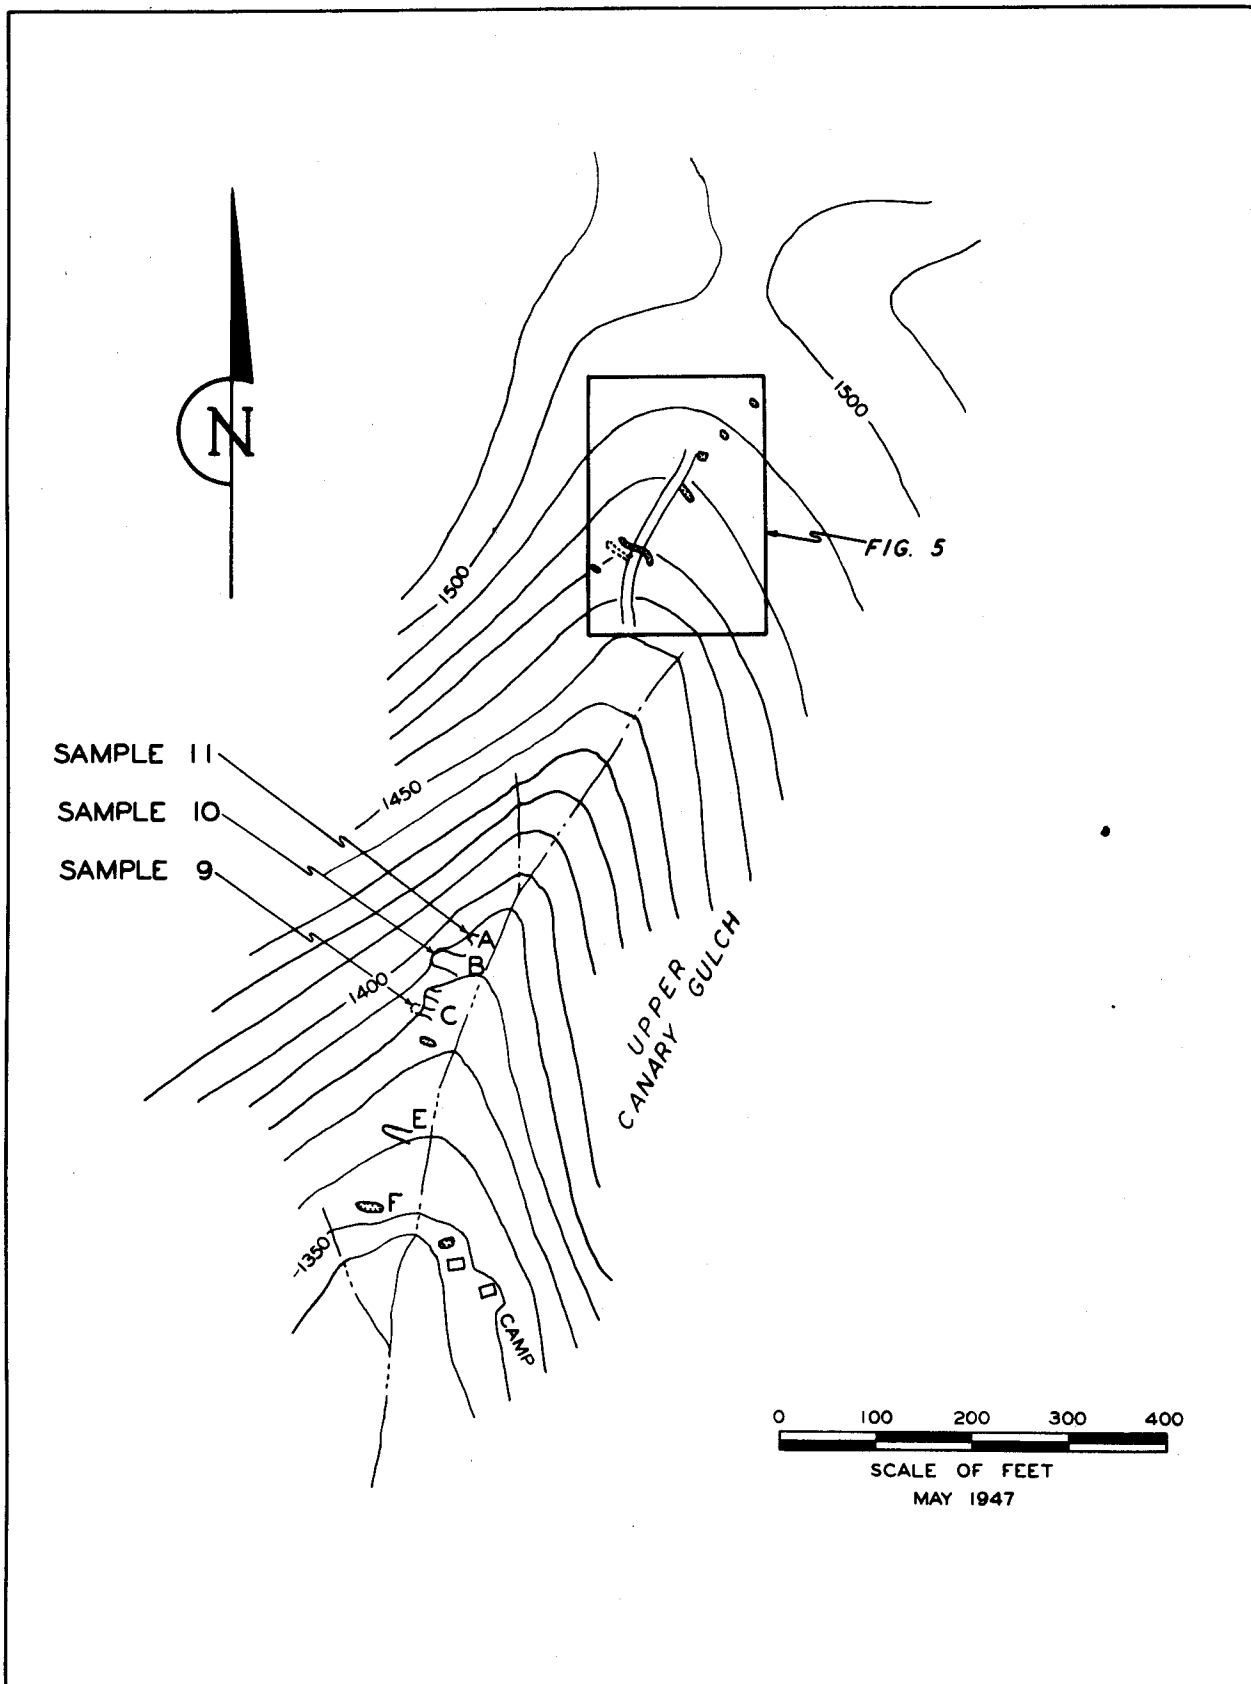 N
1500
1500
FIG. 5
SAMPLE 11
SAMPLE 10
SAMPLE 9
1450
A
B
C
1400
UPPER
CANARY GULCH
E
F
1350
CAMP
0 100 200 300 400
SCALE OF FEET
MAY 1947